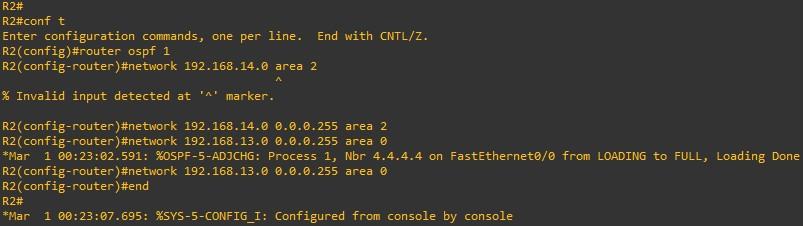 R2#
R2#conf t
Enter configuration commands, one per line.  End with CNTL/Z.
R2(config)#router ospf 1
R2(config-router)#network 192.168.14.0 area 2
^
% Invalid input detected at '^' marker.
R2(config-router)#network 192.168.14.0 0.0.0.255 area 2
R2(config-router)#network 192.168.13.0 0.0.0.255 area 0
*Mar  1 00:23:02.591: %OSPF-5-ADJCHG: Process 1, Nbr 4.4.4.4 on FastEthernet0/0 from LOADING to FULL, Loading Done
R2(config-router)#network 192.168.13.0 0.0.0.255 area 0
R2(config-router)#end
R2#
*Mar  1 00:23:07.695: %SYS-5-CONFIG_I: Configured from console by console